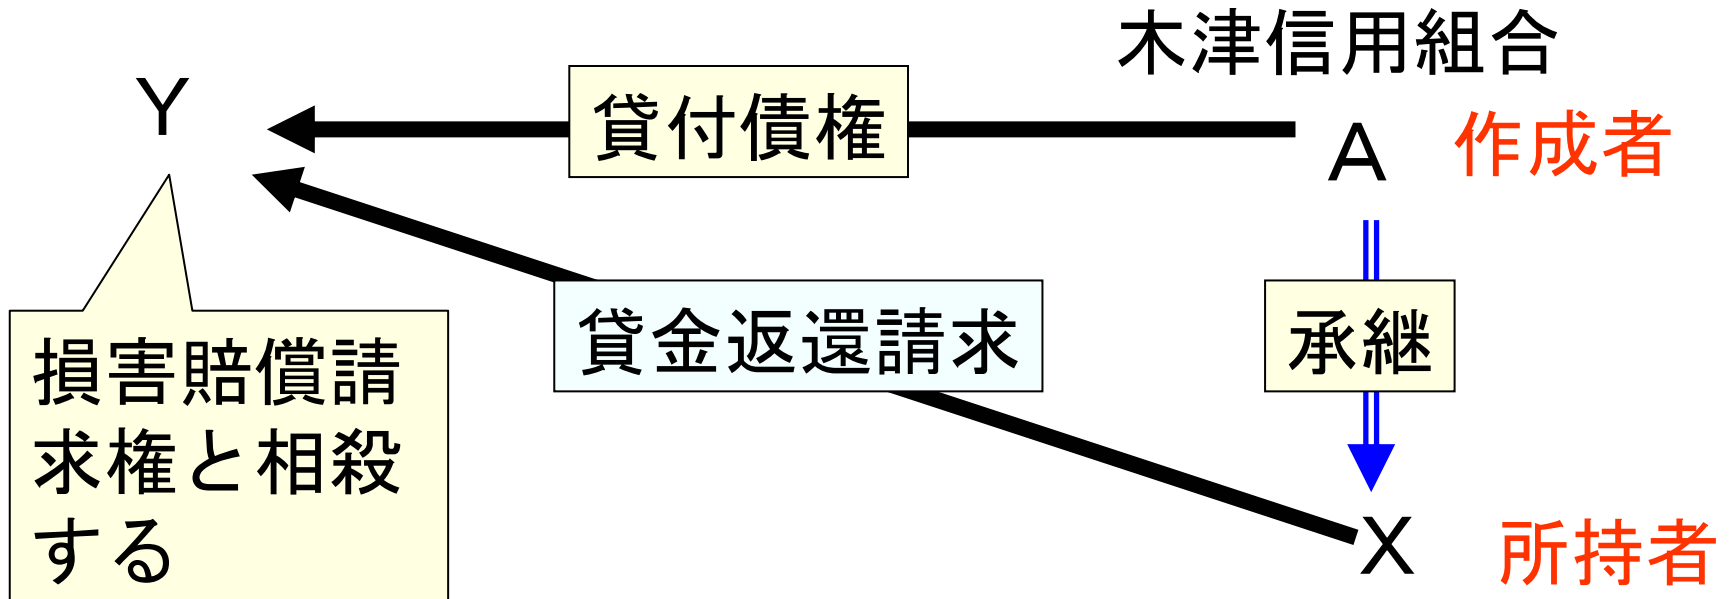 木津信用組合
Y
貸付債権
A
作成者
貸金返還請求
承継
損害賠償請
求権と相殺
する
X
所持者